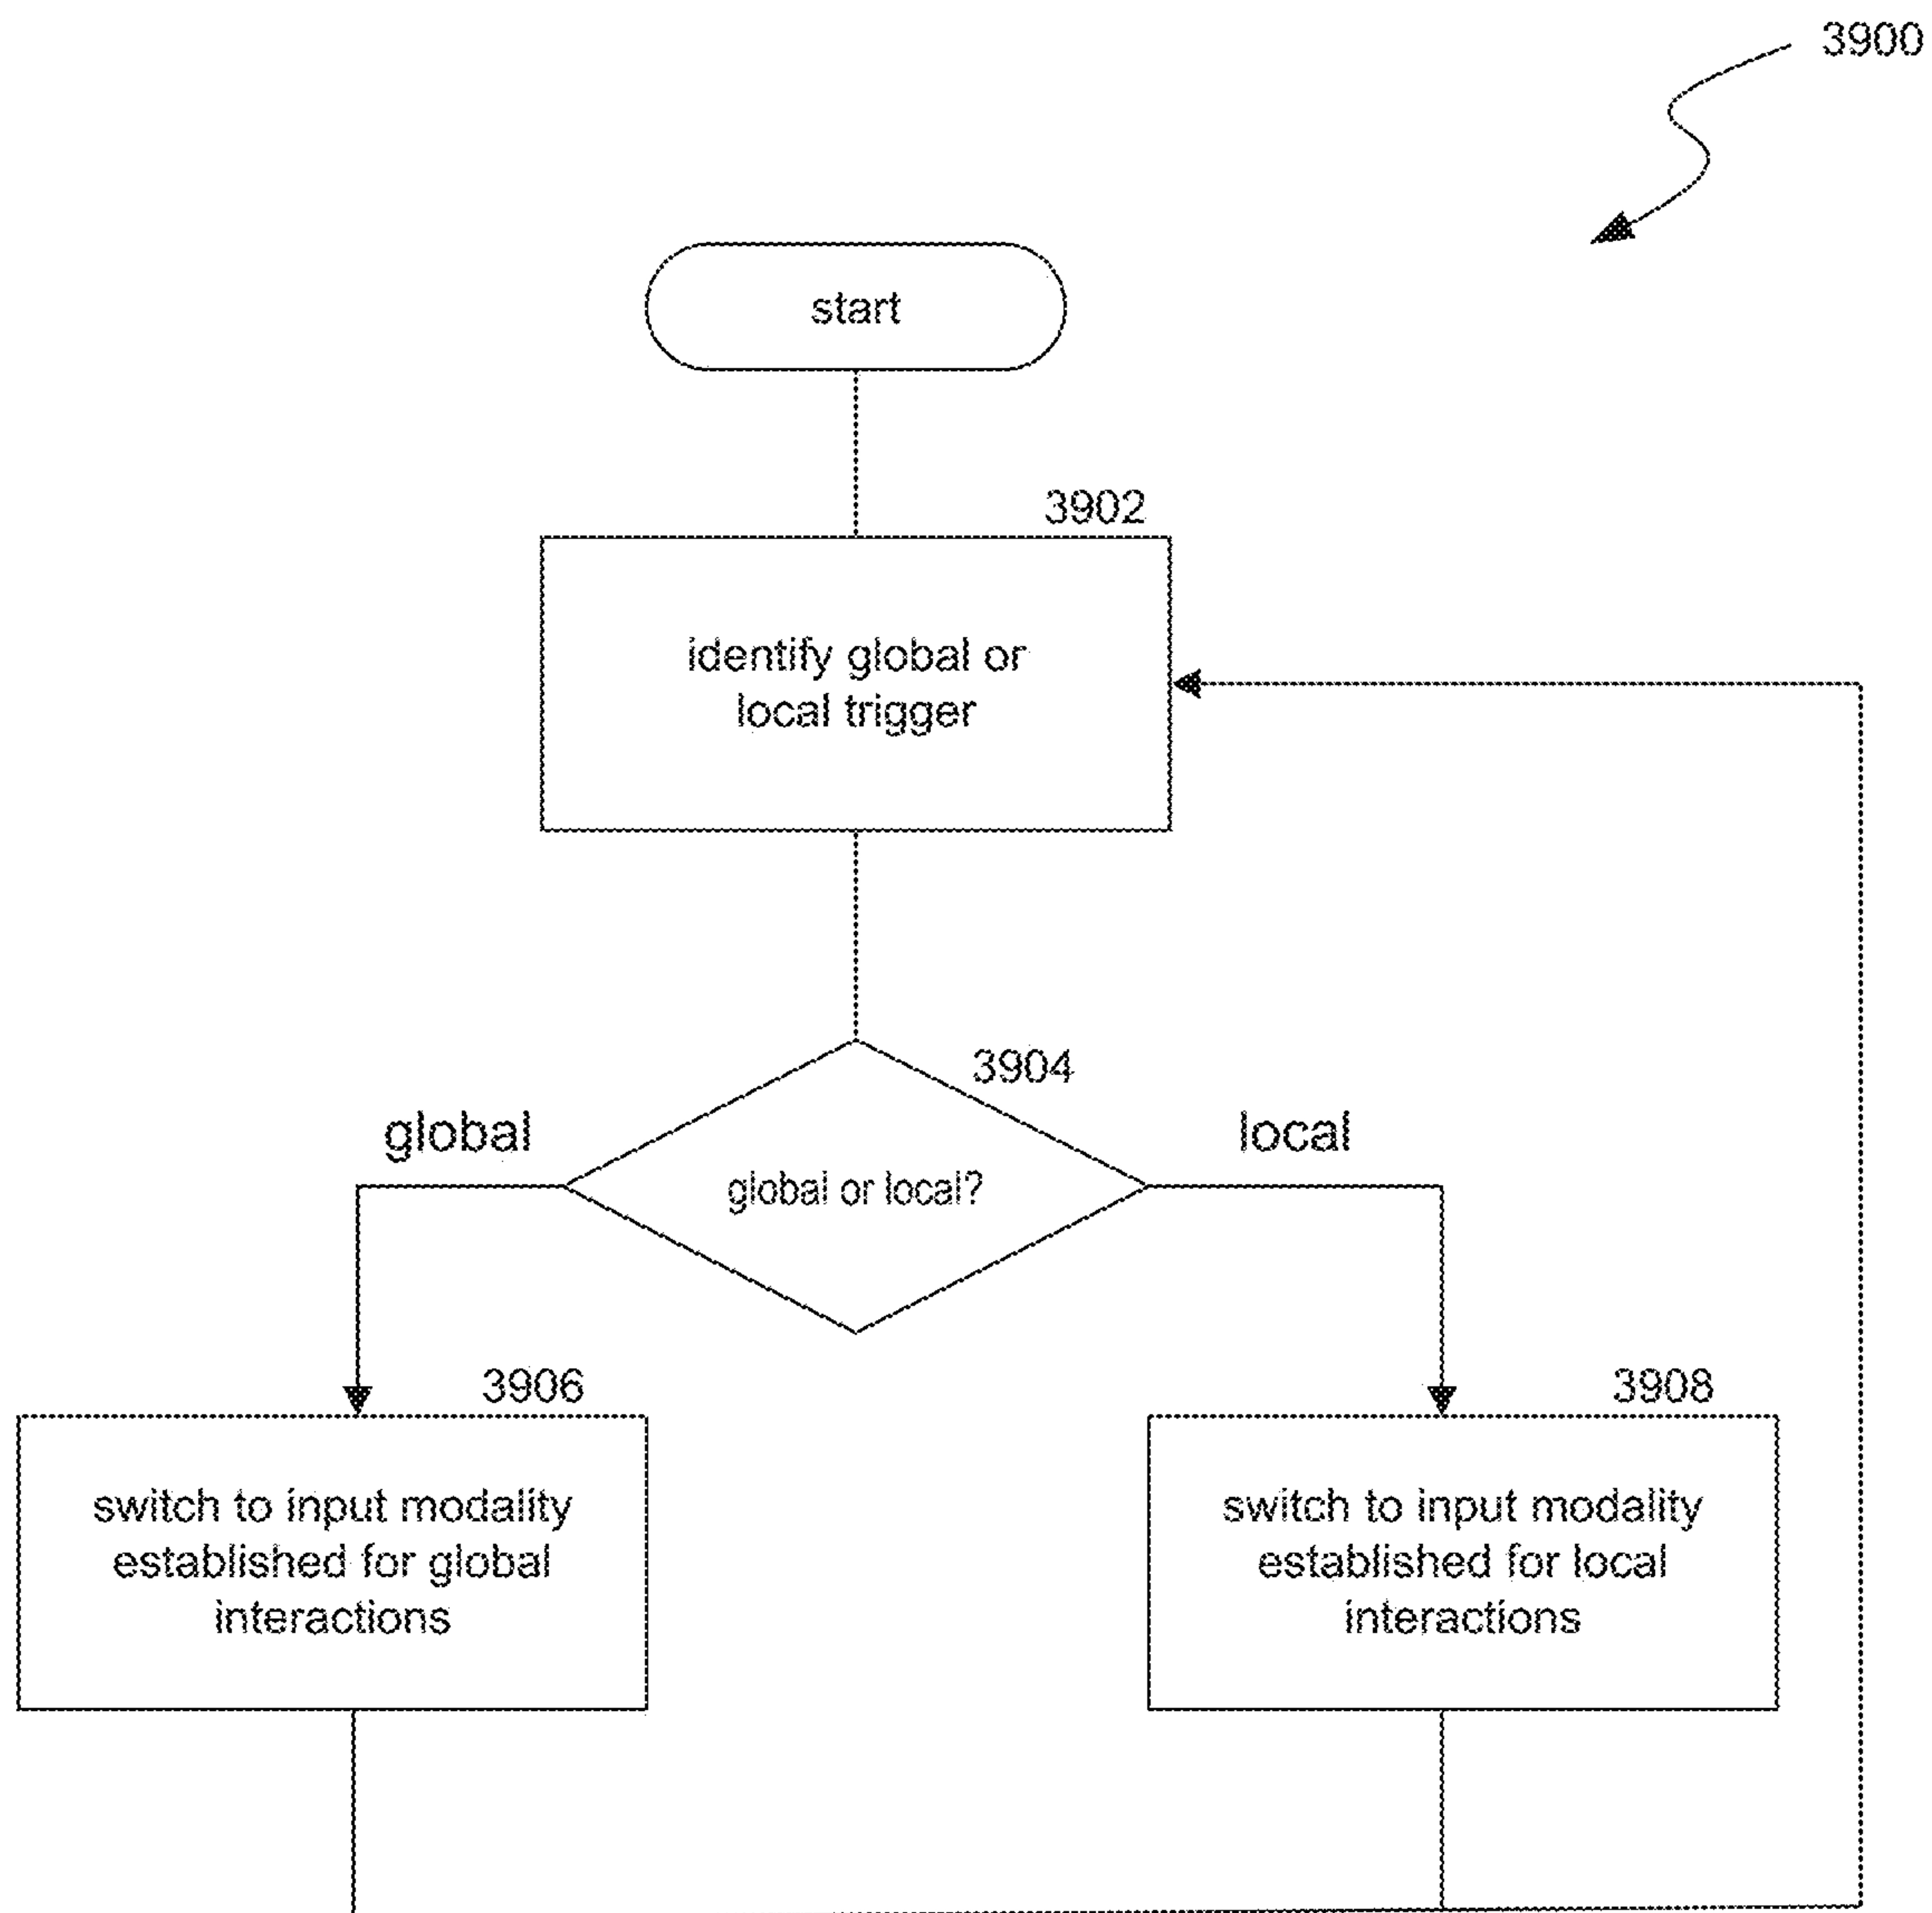 3900
start
3902
identify global or
local trigger
3904
global
local
global or local?
3906
3908
switch to input modality
established for global
interactions
switch to input modality
established for local
interactions